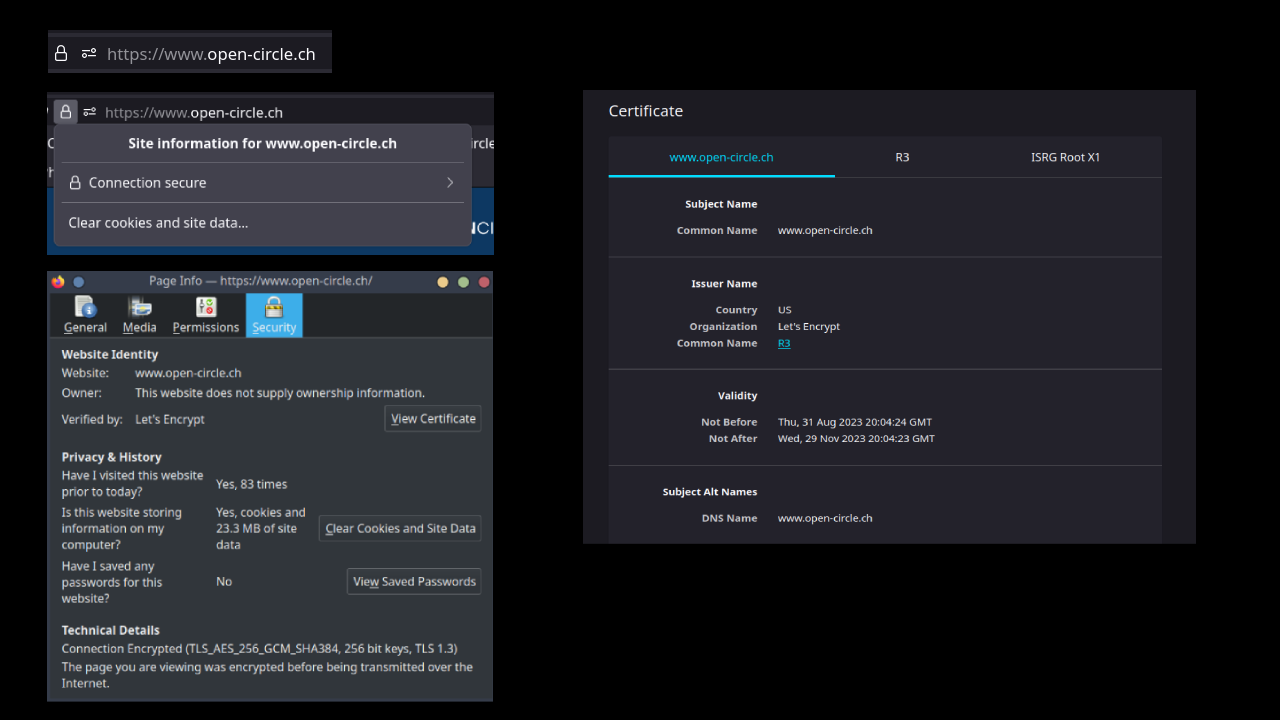 https://www.open-circle.ch
https://www.open-circle.ch
Site information for www.open-circle.ch
Connection secure
Clear cookies and site data...
Page Info — https://www.open-circle.ch/
General Media Permissions Security
Website Identity
Website: www.open-circle.ch
Owner: This website does not supply ownership information.
Verified by: Let's Encrypt View Certificate
Privacy & History
Have I visited this website
prior to today?
Yes, 83 times
Is this website storing
information on my
computer?
Yes, cookies and
23.3 MB of site
data
Clear Cookies and Site Data
Have I saved any
passwords for this
website?
No
View Saved Passwords
Technical Details
Connection Encrypted (TLS_AES_256_GCM_SHA384, 256 bit keys, TLS 1.3)
The page you are viewing was encrypted before being transmitted over the
Internet.
Certificate
www.open-circle.ch R3 ISRG Root X1
Subject Name
Common Name www.open-circle.ch
Issuer Name
Country US
Organization Let's Encrypt
Common Name R3
Validity
Not Before Thu, 31 Aug 2023 20:04:24 GMT
Not After Wed, 29 Nov 2023 20:04:23 GMT
Subject Alt Names
DNS Name www.open-circle.ch